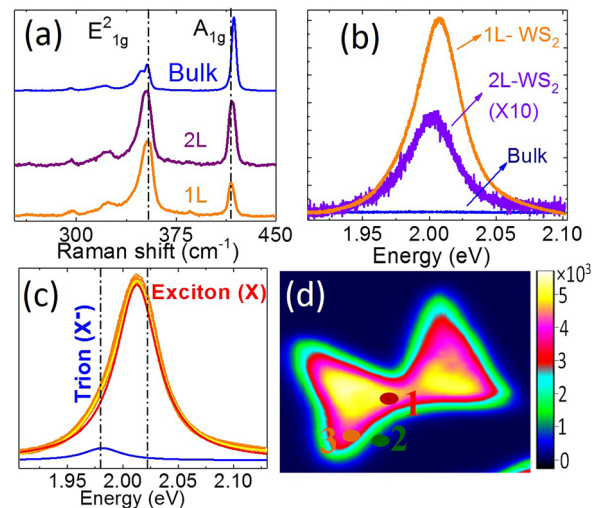 (a)
E²₁g
A₁g
Bulk
2L
1L
300
350
400
450
Raman shift (cm⁻¹)
(b)
1L- WS₂
2L-WS₂
(X10)
Bulk
1.95
2.00
2.05
2.10
Energy (eV)
(c)
Exciton (X)
Trion (X⁻)
1.95
2.00
2.05
2.10
Energy (eV)
(d)
1
2
3
×10³
5
4
3
2
1
0